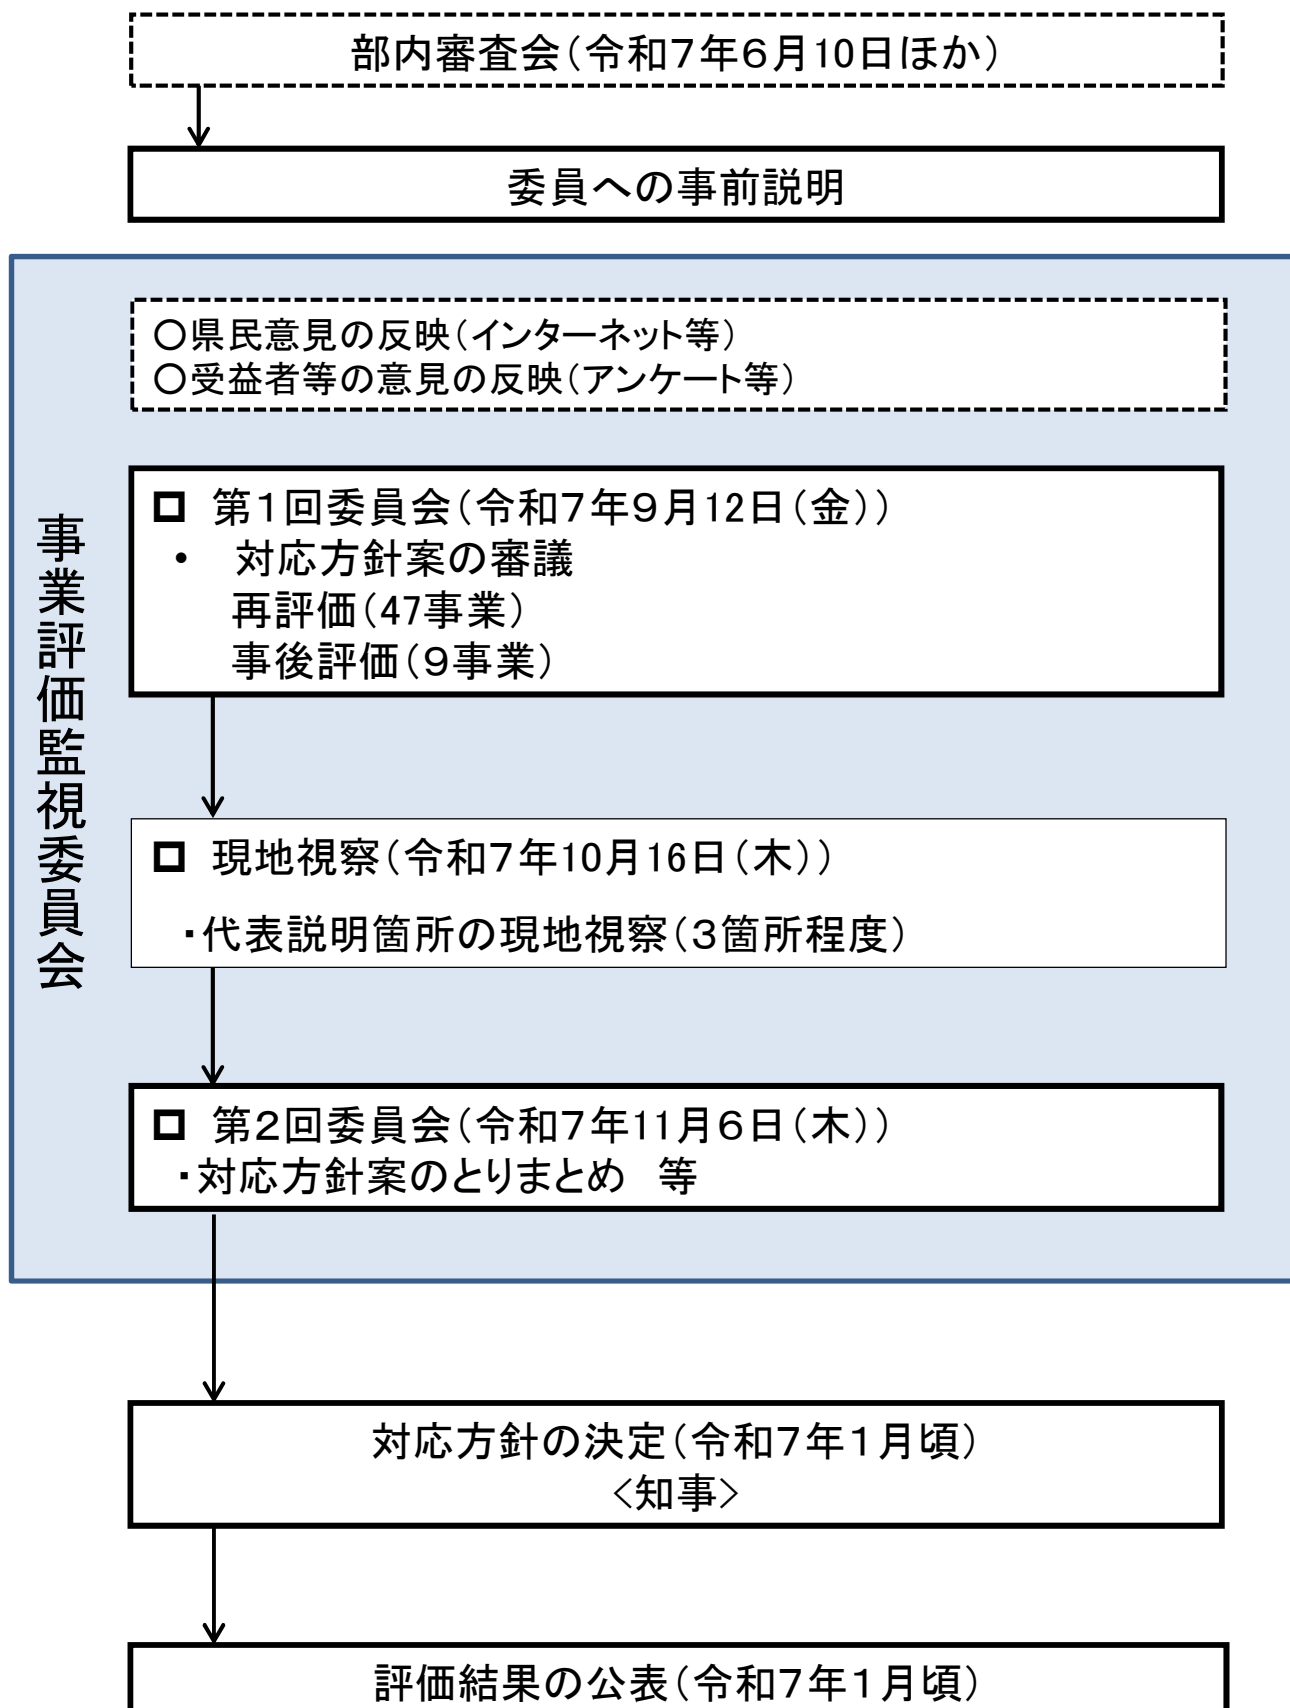 部内審査会（令和７年６月10日ほか）
委員への事前説明
○県民意見の反映（インターネット等）
○受益者等の意見の反映（アンケート等）
事業評価監視委員会
□ 第１回委員会（令和７年９月12日（金））
• 対応方針案の審議
再評価（47事業）
事後評価（９事業）
□ 現地視察（令和７年10月16日（木））
・代表説明箇所の現地視察（３箇所程度）
□ 第２回委員会（令和７年11月６日（木））
・対応方針案のとりまとめ　等
対応方針の決定（令和７年１月頃）
＜知事＞
評価結果の公表（令和７年１月頃）